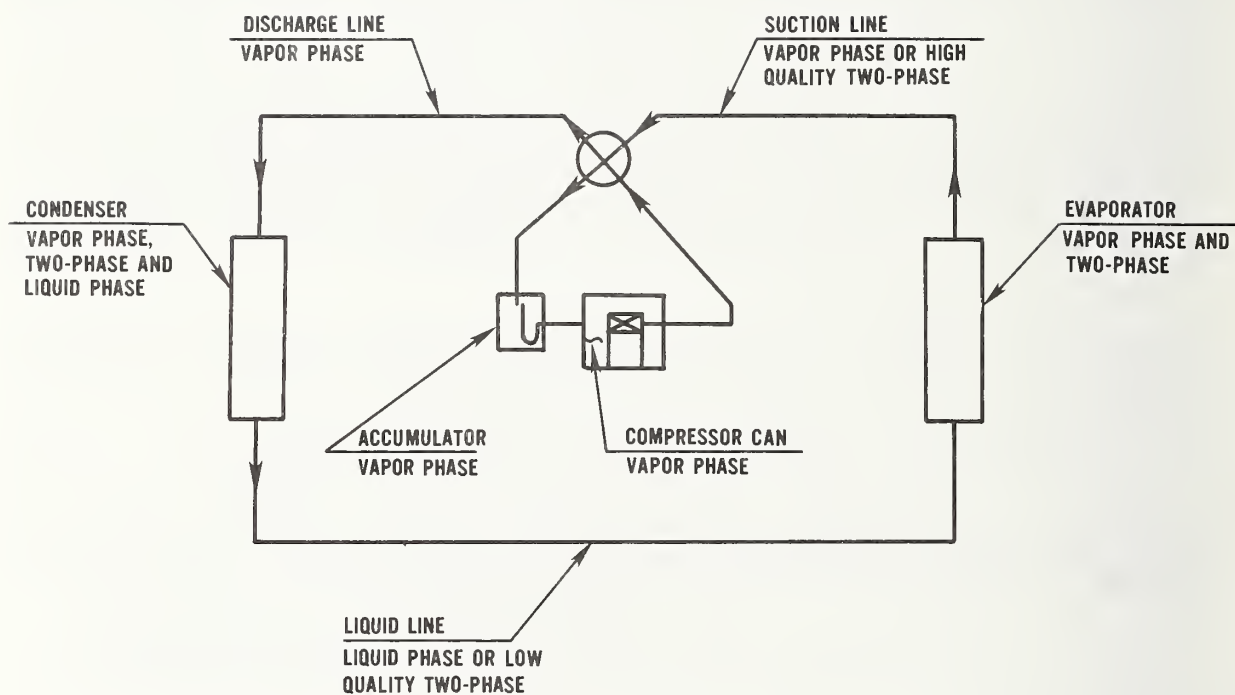 DISCHARGE LINE
VAPOR PHASE
SUCTION LINE
VAPOR PHASE OR HIGH
QUALITY TWO-PHASE
CONDENSER
VAPOR PHASE,
TWO-PHASE AND
LIQUID PHASE
EVAPORATOR
VAPOR PHASE AND
TWO-PHASE
ACCUMULATOR
VAPOR PHASE
COMPRESSOR CAN
VAPOR PHASE
LIQUID LINE
LIQUID PHASE OR LOW
QUALITY TWO-PHASE